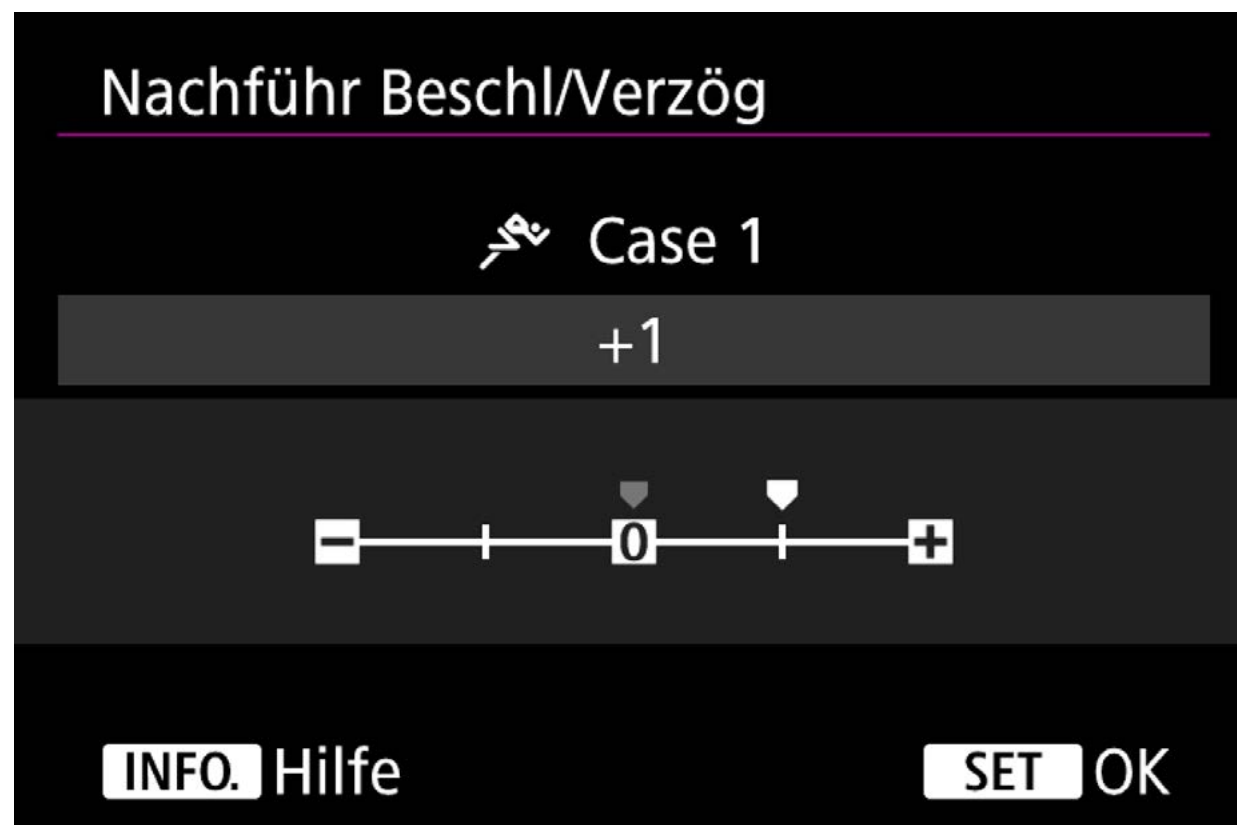 Nachführ Beschl/Verzög
Case 1
+1
- 0 +
INFO. Hilfe
SET OK